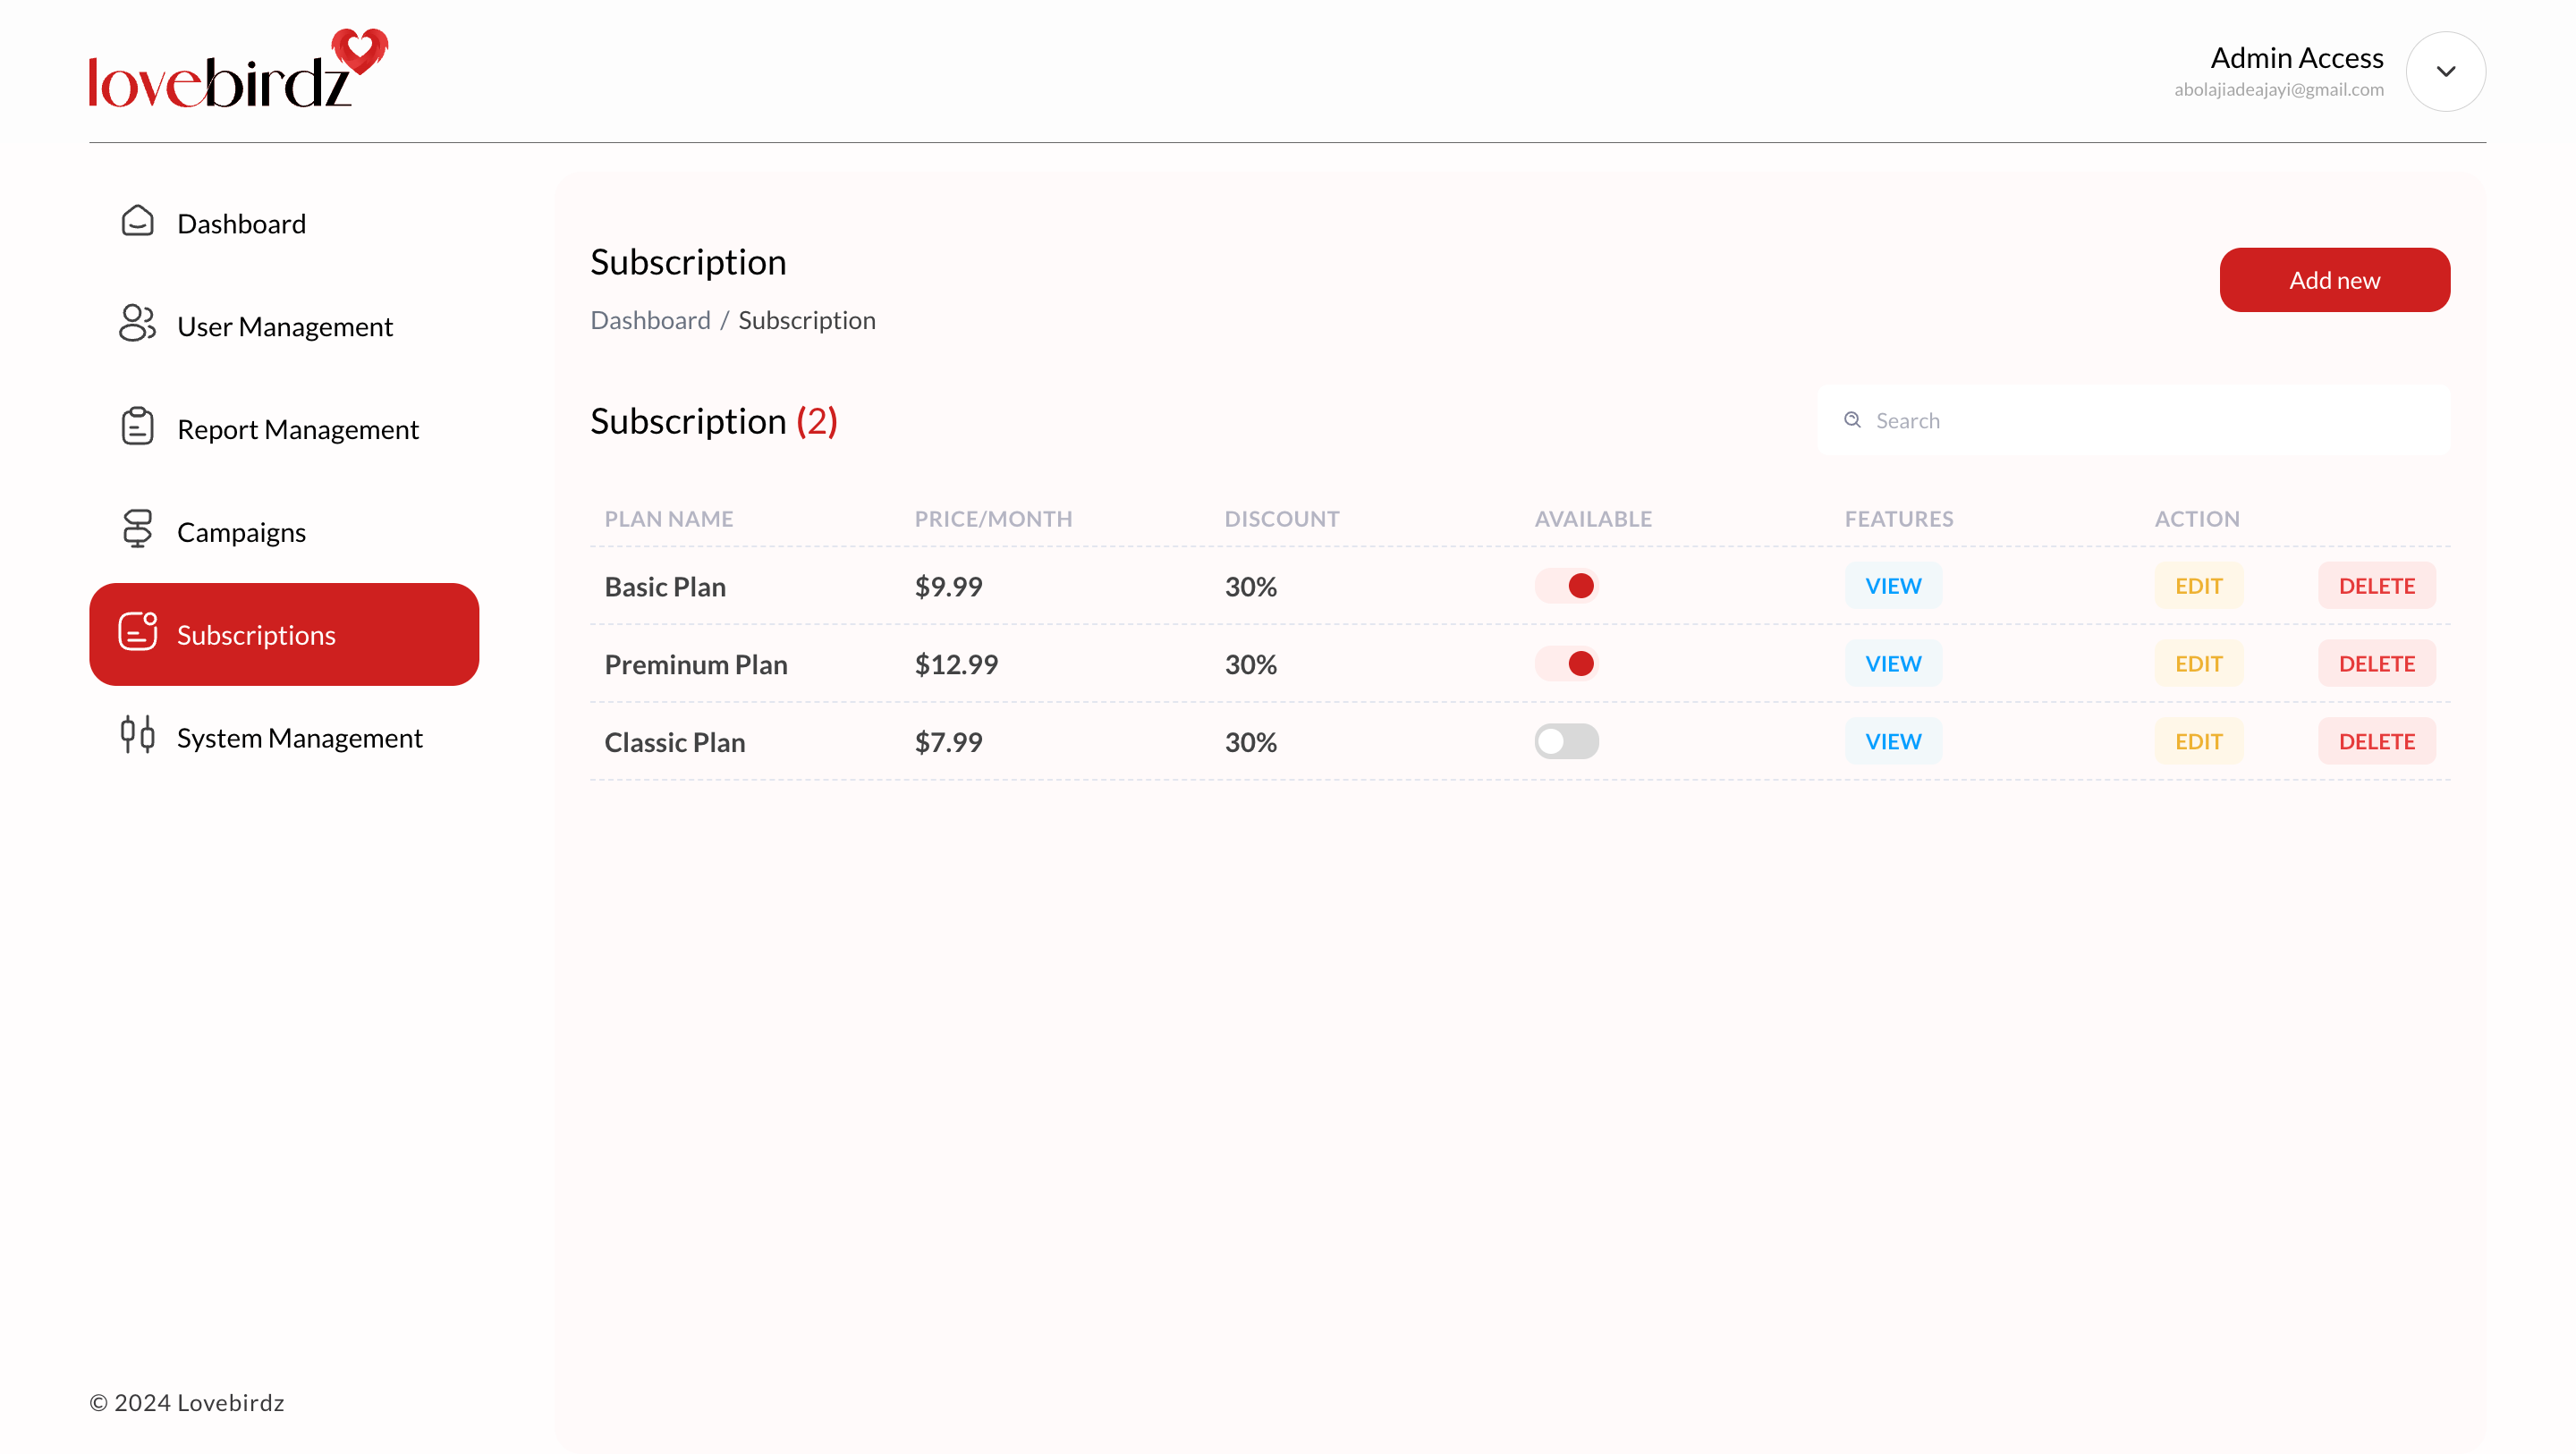 lovebirdz
Admin Access
abolajiadeajayi@gmail.com
Dashboard
User Management
Report Management
Campaigns
Subscriptions
System Management
© 2024 Lovebirdz
Subscription
Dashboard / Subscription
Add new
Subscription (2)
Search
PLAN NAME PRICE/MONTH DISCOUNT AVAILABLE FEATURES ACTION
Basic Plan $9.99 30% VIEW EDIT DELETE
Preminum Plan $12.99 30% VIEW EDIT DELETE
Classic Plan $7.99 30% VIEW EDIT DELETE